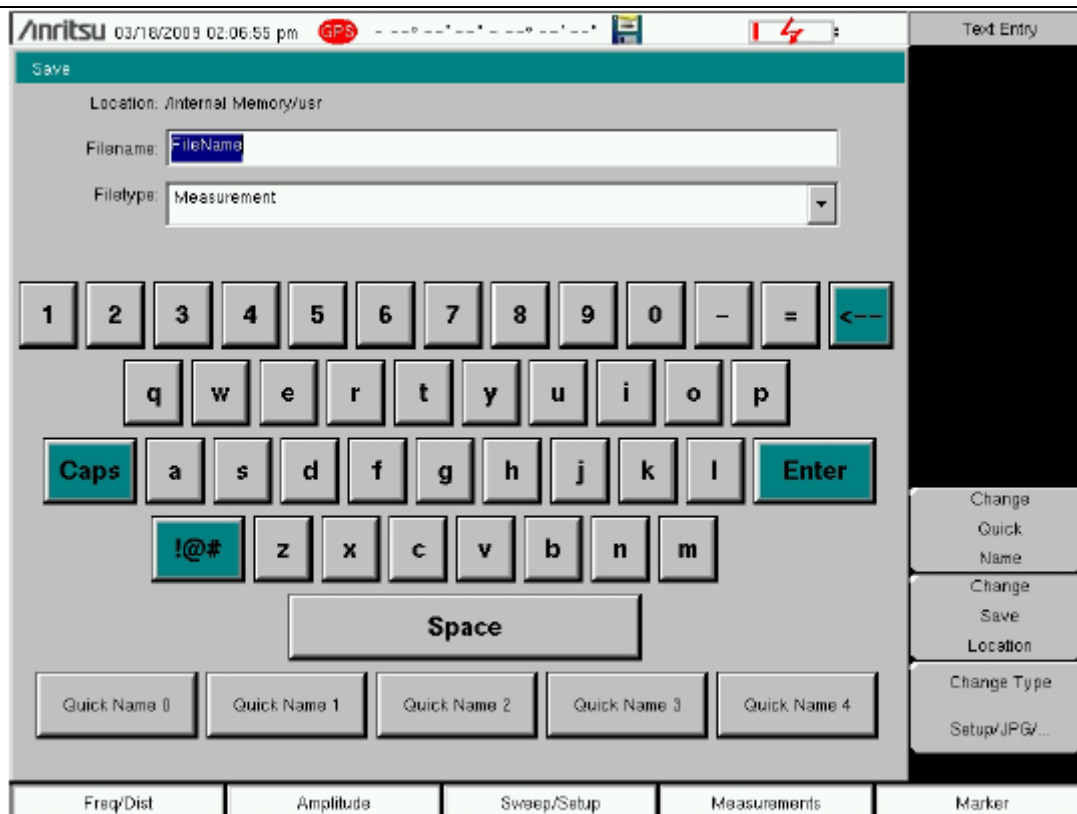 Anritsu 03/18/2009 02:06:55 pm GPS - --°--'--"- --°--'--" Text Entry
Save
Location: /Internal Memory/usr
Filename: FileName
Filetype: Measurement
1 2 3 4 5 6 7 8 9 0 - = <--
q w e r t y u i o p
Caps a s d f g h j k l Enter
!@# z x c v b n m
Space
Quick Name 0 Quick Name 1 Quick Name 2 Quick Name 3 Quick Name 4
Change
Quick
Name
Change
Save
Location
Change Type
Setup/JPG/...
Freq/Dist Amplitude Sweep/Setup Measurements Marker